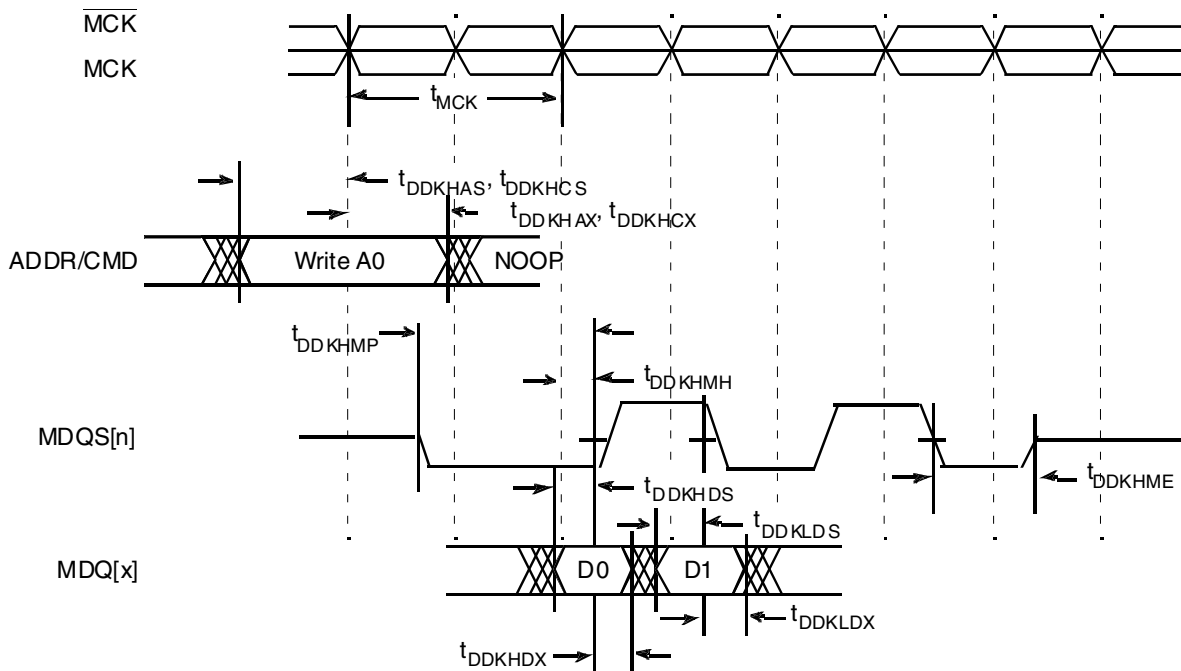 MCK
MCK
tMCK
tDDKHAS, tDDKHCS
tDDKHAX, tDDKHCX
ADDR/CMD
Write A0
NOOP
tDDKHMP
tDDKHMH
MDQS[n]
tDDKHDS
tDDKHME
tDDKLDS
MDQ[x]
D0
D1
tDDKLDX
tDDKHDX